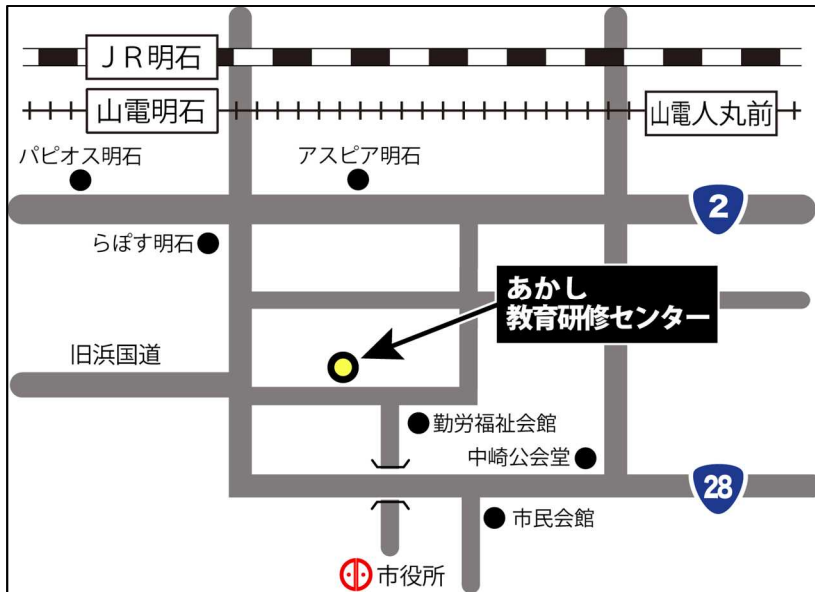 JR明石
山電明石
山電人丸前
パピオス明石
アスピア明石
2
らぽす明石
あかし
教育研修センター
旧浜国道
勤労福祉会館
中崎公会堂
28
市民会館
市役所